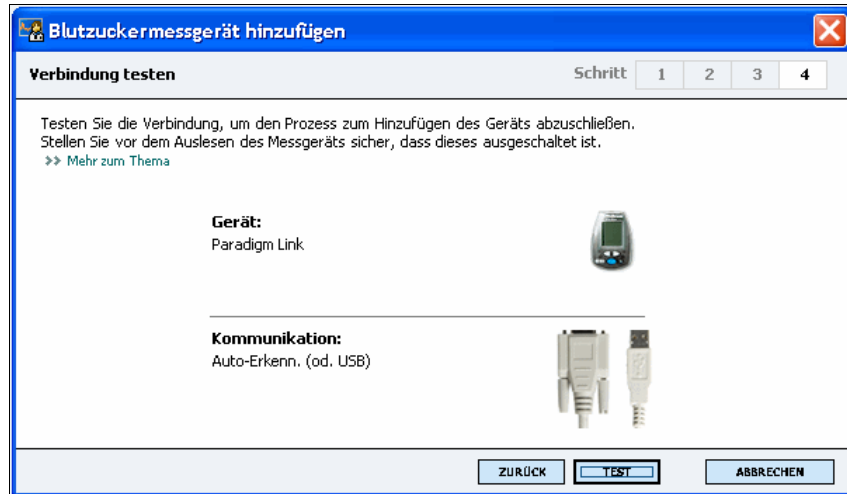 Blutzuckermessgerät hinzufügen
Verbindung testen
Schritt 1 2 3 4
Testen Sie die Verbindung, um den Prozess zum Hinzufügen des Geräts abzuschließen.
Stellen Sie vor dem Auslesen des Messgeräts sicher, dass dieses ausgeschaltet ist.
>> Mehr zum Thema
Gerät:
Paradigm Link
Kommunikation:
Auto-Erkenn. (od. USB)
ZURÜCK TEST ABBRECHEN